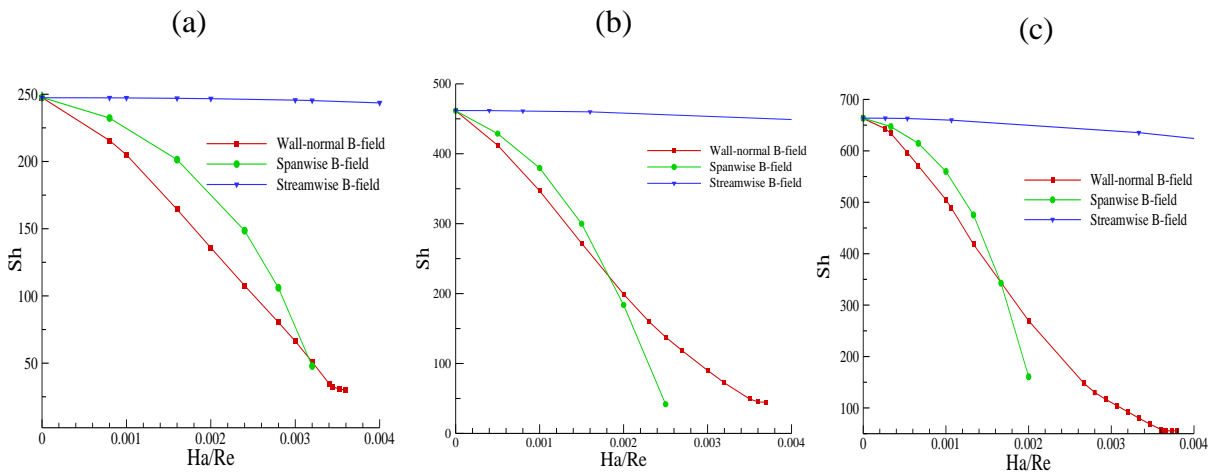 (a)
250
200
150
100
50
Sh
0
0.001
0.002
0.003
0.004
Ha/Re
Wall-normal B-field
Spanwise B-field
Streamwise B-field
(b)
500
400
300
200
100
0
Sh
0
0.001
0.002
0.003
0.004
Ha/Re
Wall-normal B-field
Spanwise B-field
Streamwise B-field
(c)
700
600
500
400
300
200
100
Sh
0
0.001
0.002
0.003
0.004
Ha/Re
Wall-normal B-field
Spanwise B-field
Streamwise B-field